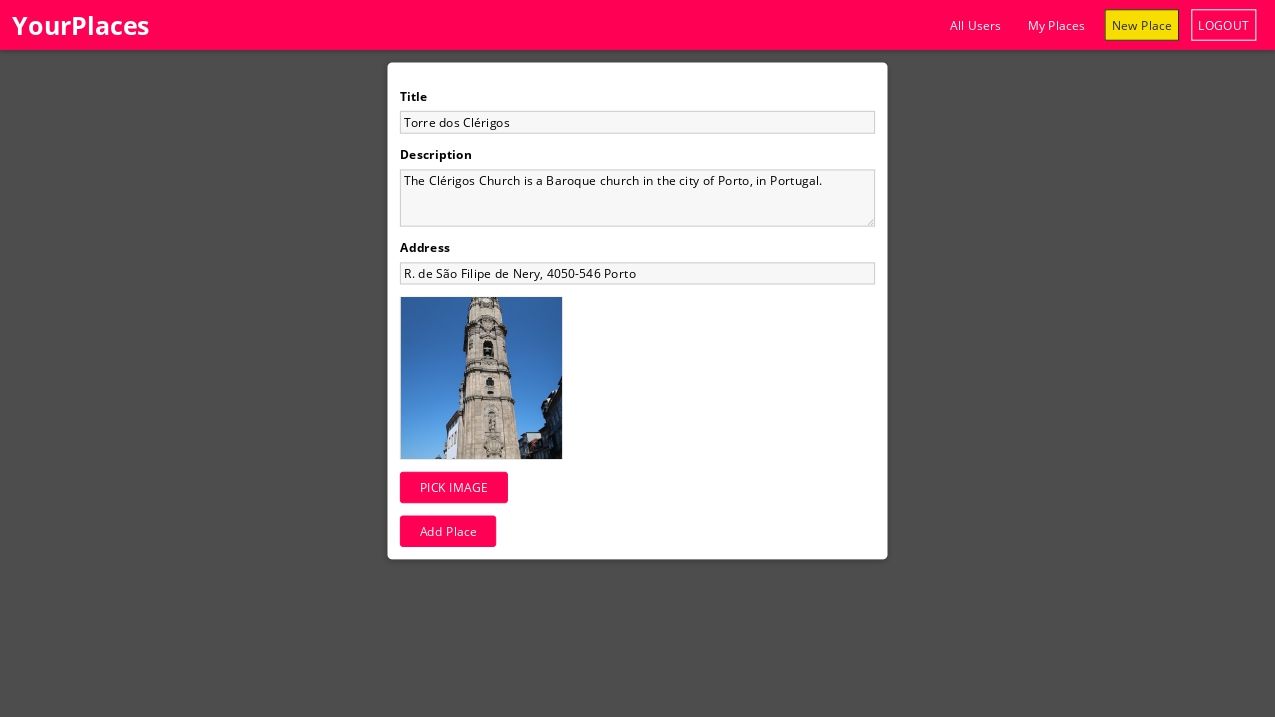 YourPlaces
All Users
My Places
New Place
LOGOUT
Title
Torre dos Clérigos
Description
The Clérigos Church is a Baroque church in the city of Porto, in Portugal.
Address
R. de São Filipe de Nery, 4050-546 Porto
PICK IMAGE
Add Place